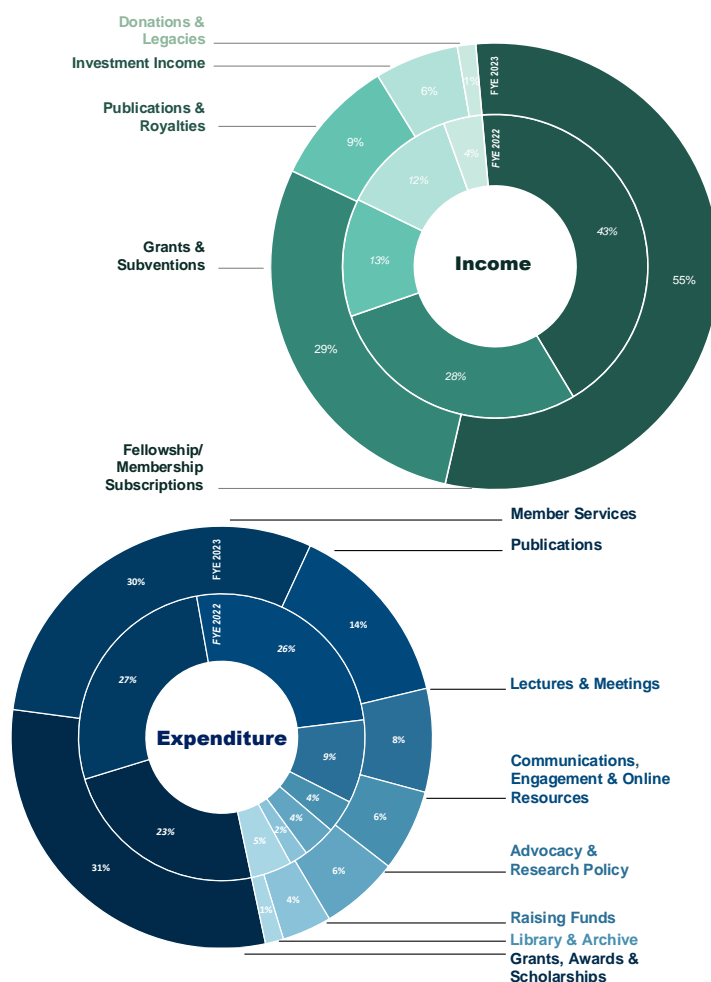 Donations &
Legacies
Investment Income
Publications &
Royalties
Grants &
Subventions
Fellowship/
Membership
Subscriptions
FYE 2023
FYE 2022
1%
6%
4%
9%
12%
43%
13%
Income
55%
29%
28%
Member Services
Publications
Lectures & Meetings
Communications,
Engagement & Online
Resources
Advocacy &
Research Policy
Raising Funds
Library & Archive
Grants, Awards &
Scholarships
FYE 2023
FYE 2022
30%
14%
26%
27%
Expenditure
8%
9%
4%
6%
4%
2%
23%
5%
31%
6%
4%
1%